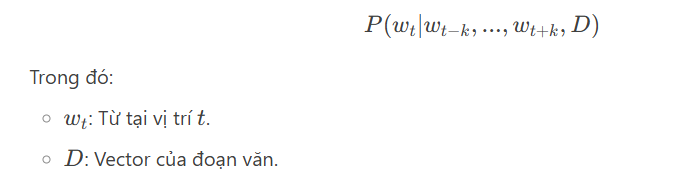 P(w_t|w_{t−k}, ..., w_{t+k}, D)
Trong đó:
○ w_t: Từ tại vị trí t.
○ D: Vector của đoạn văn.